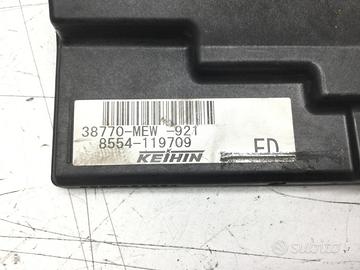 38770-MEW -921
8554-119709
KEIHIN
ED
subito